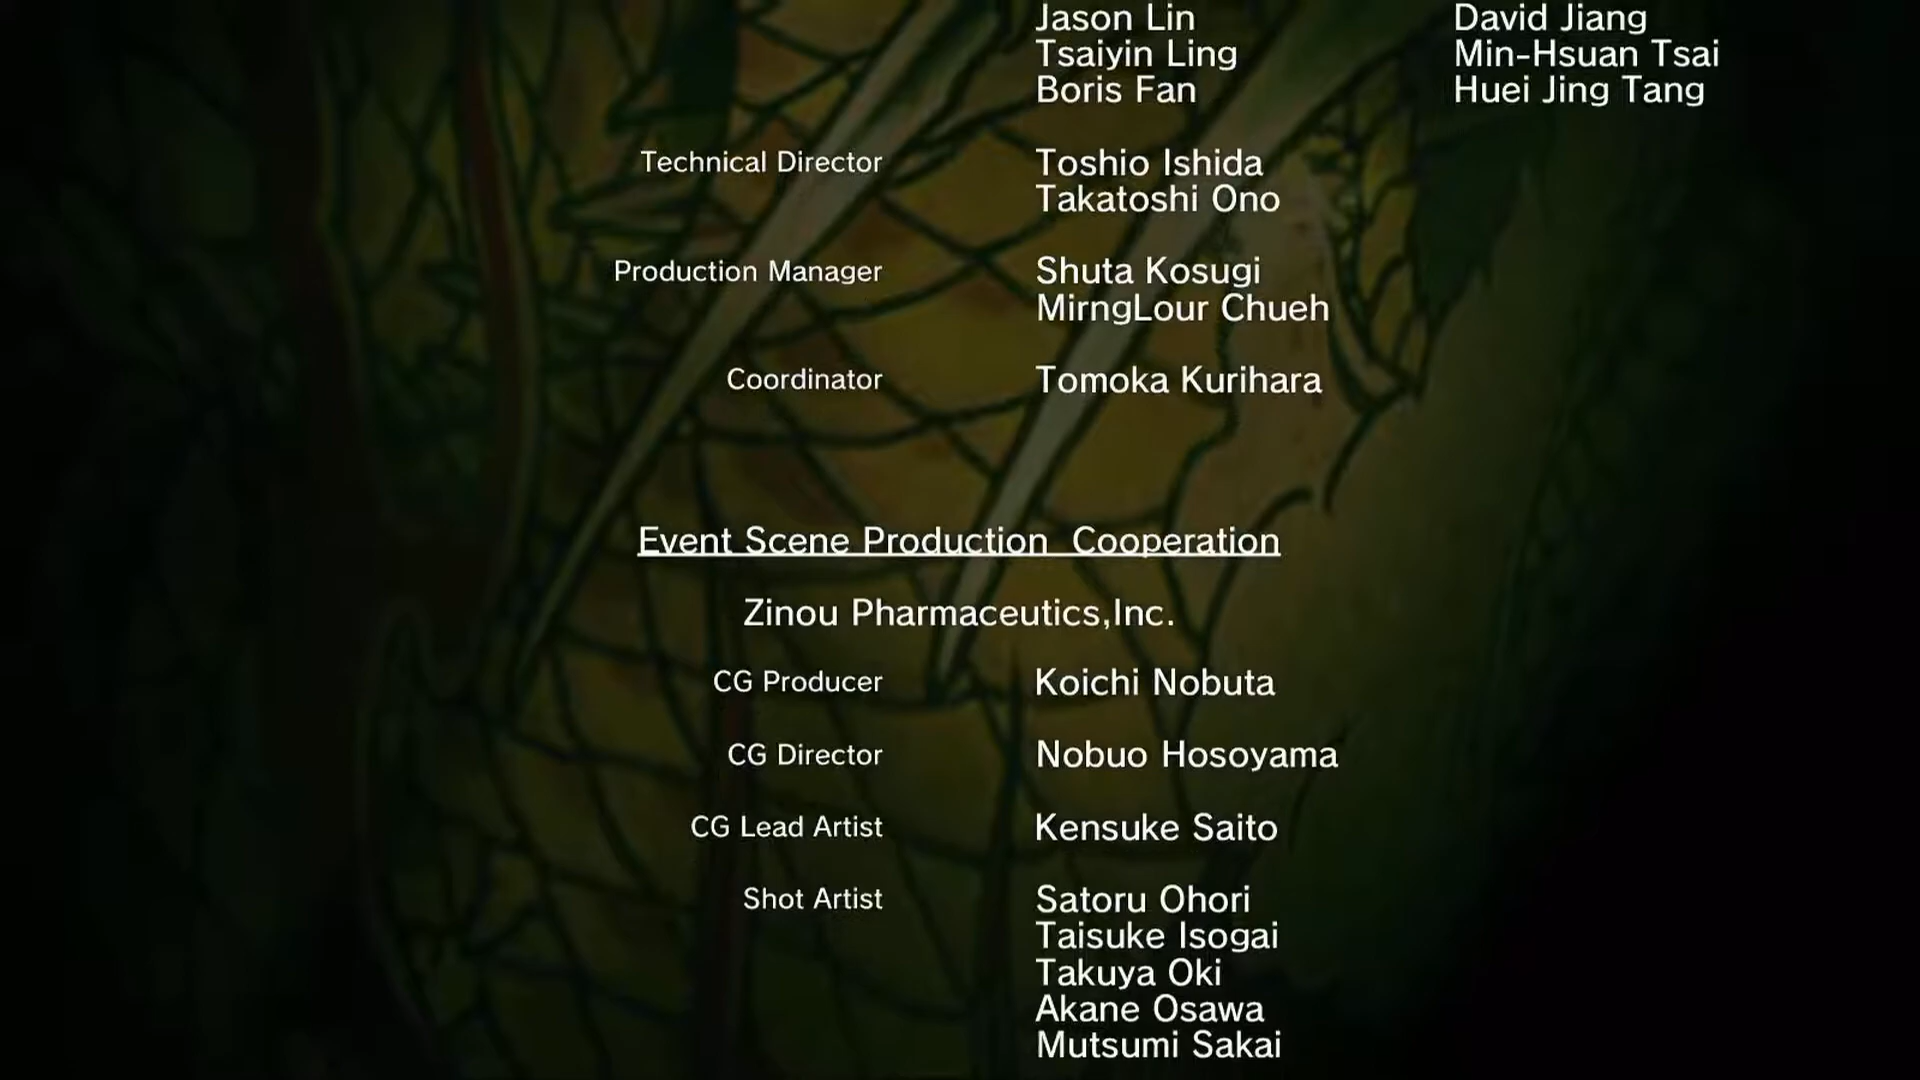 Jason Lin David Jiang
Tsaiyin Ling Min-Hsuan Tsai
Boris Fan Huei Jing Tang
Technical Director Toshio Ishida
Takatoshi Ono
Production Manager Shuta Kosugi
MirngLour Chueh
Coordinator Tomoka Kurihara
Event Scene Production Cooperation
Zinou Pharmaceutics,Inc.
CG Producer Koichi Nobuta
CG Director Nobuo Hosoyama
CG Lead Artist Kensuke Saito
Shot Artist Satoru Ohori
Taisuke Isogai
Takuya Oki
Akane Osawa
Mutsumi Sakai